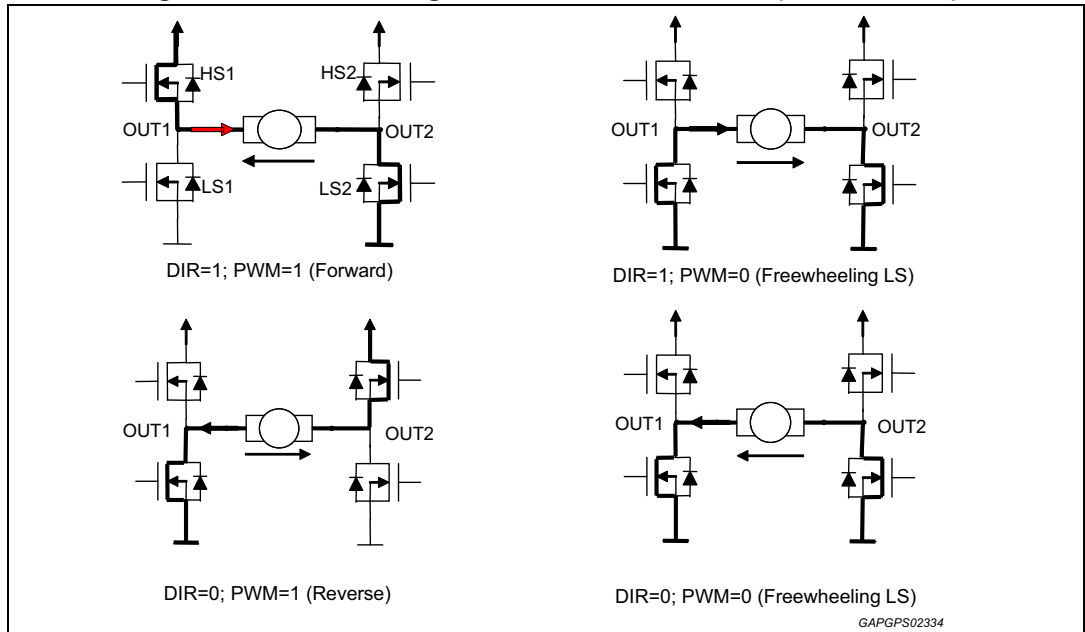 HS1
HS2
OUT1
OUT2
OUT1
OUT2
LS1
LS2
DIR=1; PWM=1 (Forward)
DIR=1; PWM=0 (Freewheeling LS)
OUT1
OUT2
OUT1
OUT2
DIR=0; PWM=1 (Reverse)
DIR=0; PWM=0 (Freewheeling LS)
GAPGPS02334